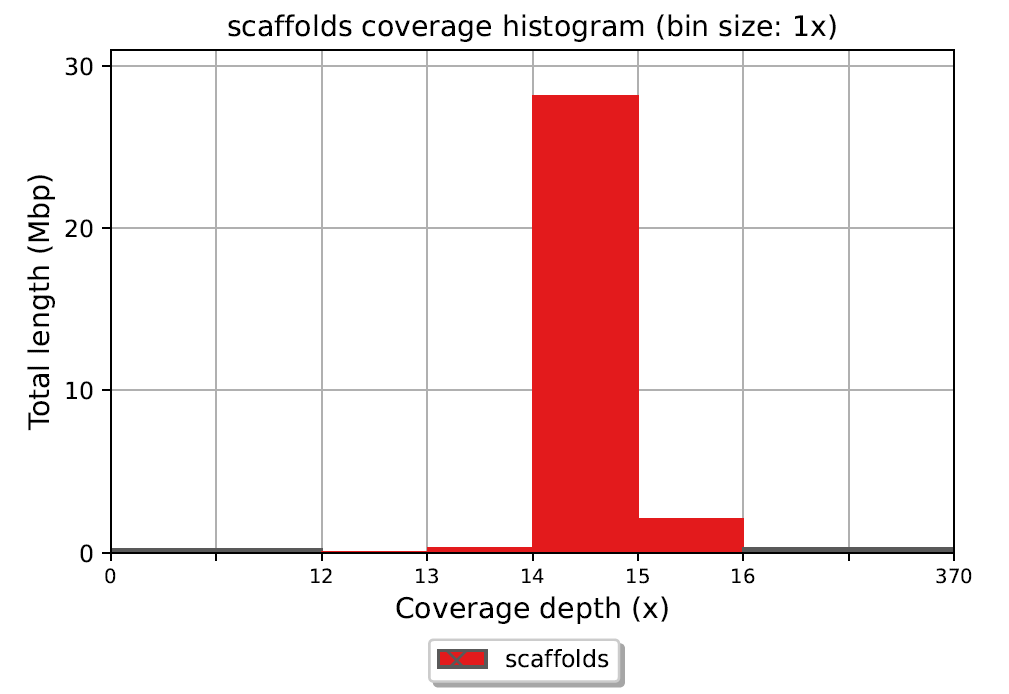 scaffolds coverage histogram (bin size: 1x)
30
20
10
0
Total length (Mbp)
0 12 13 14 15 16 370
Coverage depth (x)
scaffolds